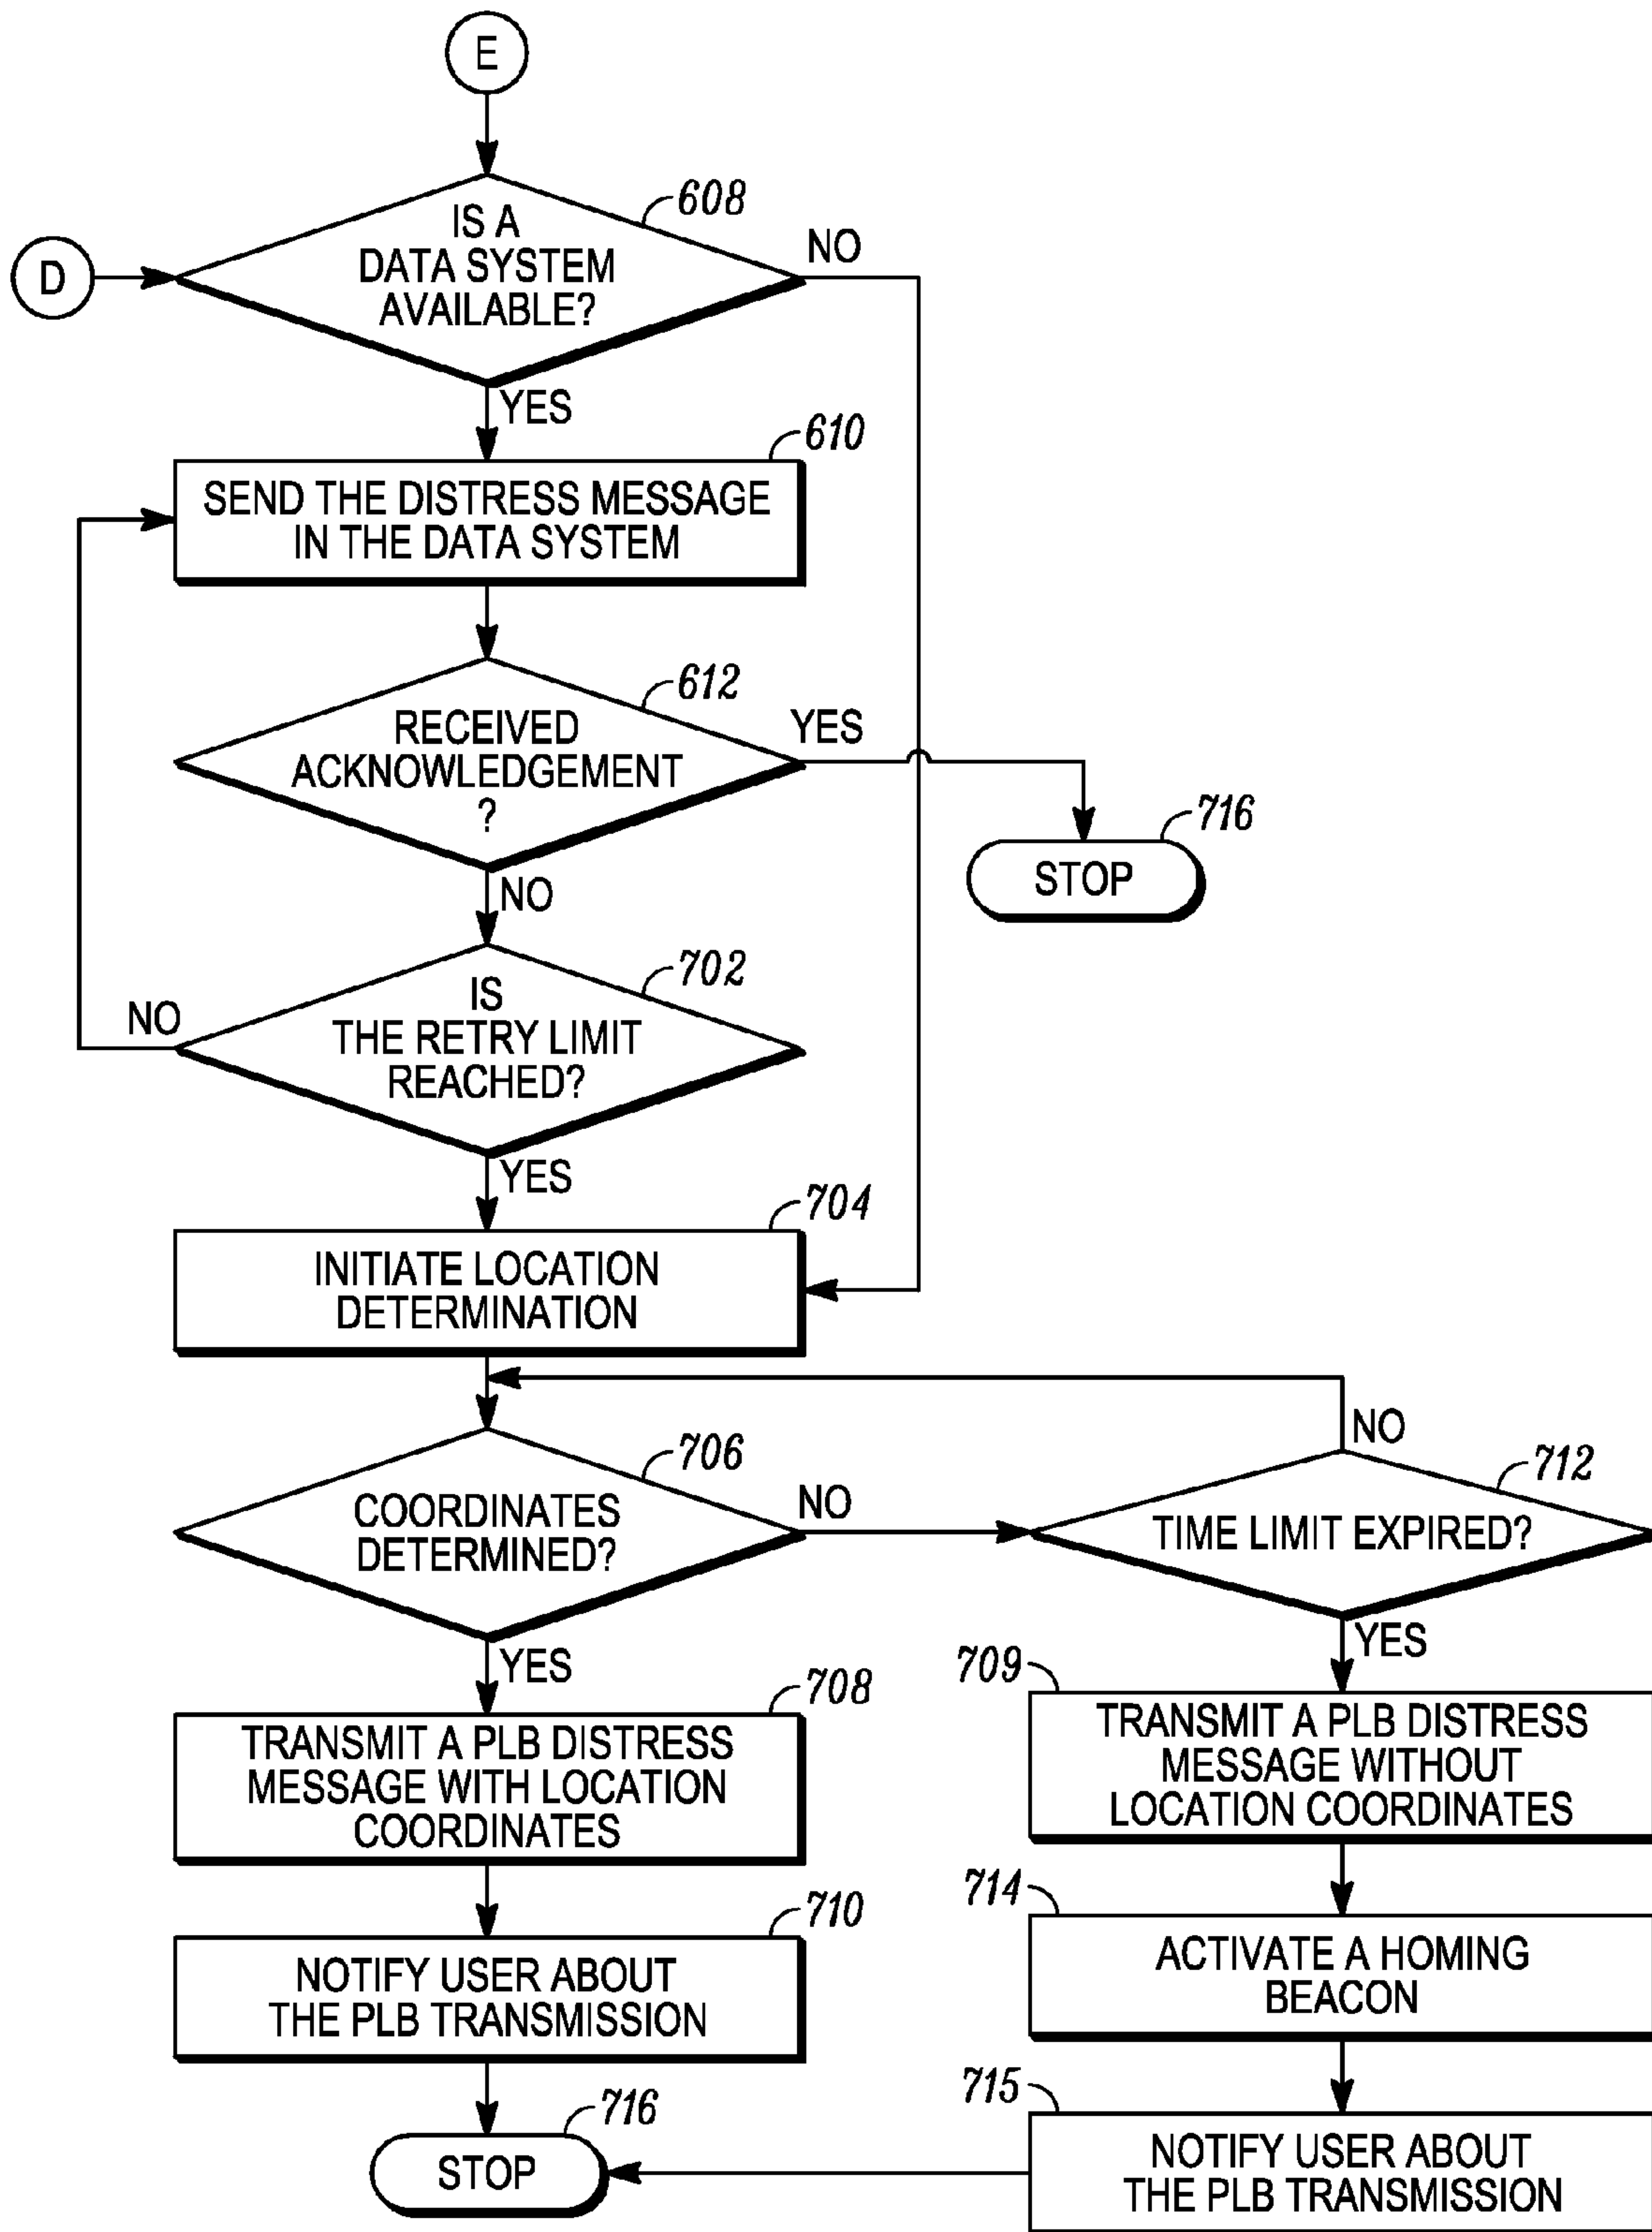 E
608
IS A
DATA SYSTEM
AVAILABLE?
NO
D
YES
610
SEND THE DISTRESS MESSAGE
IN THE DATA SYSTEM
612
RECEIVED
ACKNOWLEDGEMENT
?
YES
716
STOP
NO
702
IS
THE RETRY LIMIT
REACHED?
NO
YES
704
INITIATE LOCATION
DETERMINATION
706
COORDINATES
DETERMINED?
NO
NO
712
TIME LIMIT EXPIRED?
YES
YES
708
TRANSMIT A PLB DISTRESS
MESSAGE WITH LOCATION
COORDINATES
709
TRANSMIT A PLB DISTRESS
MESSAGE WITHOUT
LOCATION COORDINATES
710
NOTIFY USER ABOUT
THE PLB TRANSMISSION
714
ACTIVATE A HOMING
BEACON
716
STOP
715
NOTIFY USER ABOUT
THE PLB TRANSMISSION